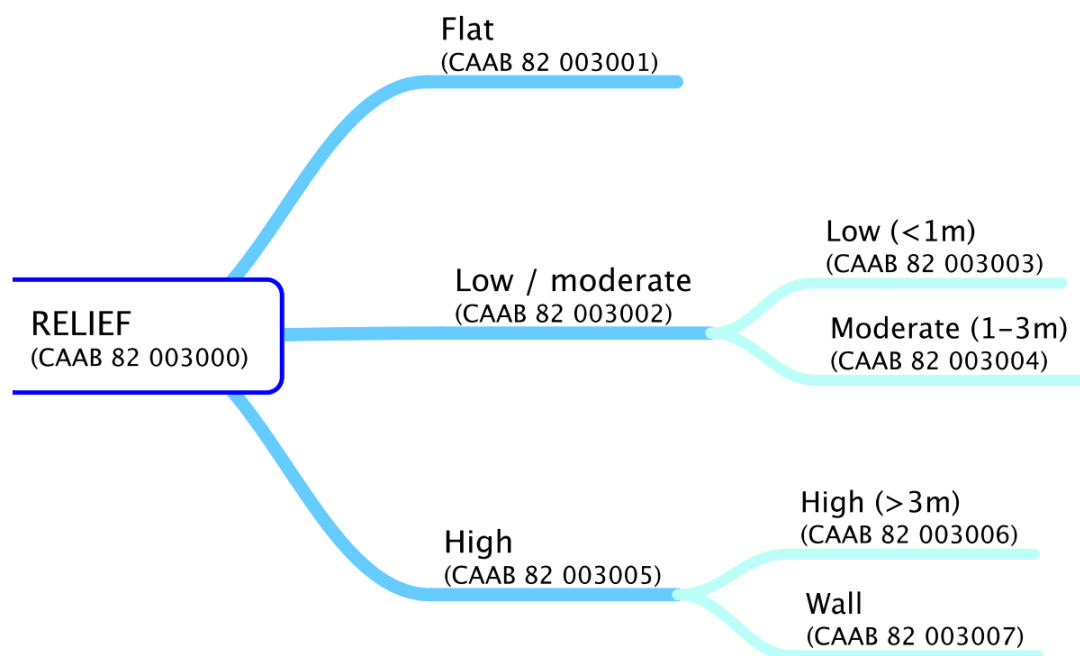 Flat
(CAAB 82 003001)
Low (<1m)
(CAAB 82 003003)
Low / moderate
(CAAB 82 003002)
Moderate (1-3m)
(CAAB 82 003004)
RELIEF
(CAAB 82 003000)
High (>3m)
(CAAB 82 003006)
High
(CAAB 82 003005)
Wall
(CAAB 82 003007)